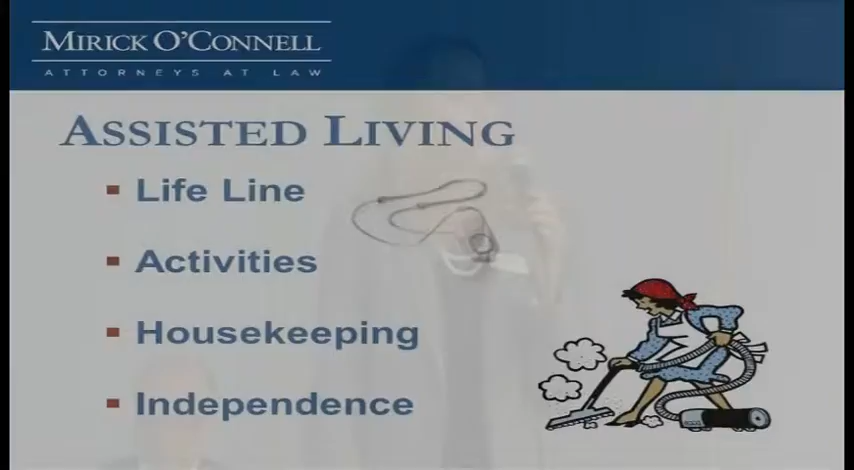 MIRICK O'CONNELL
ATTORNEYS AT LAW
ASSISTED LIVING
▪ Life Line
▪ Activities
▪ Housekeeping
▪ Independence